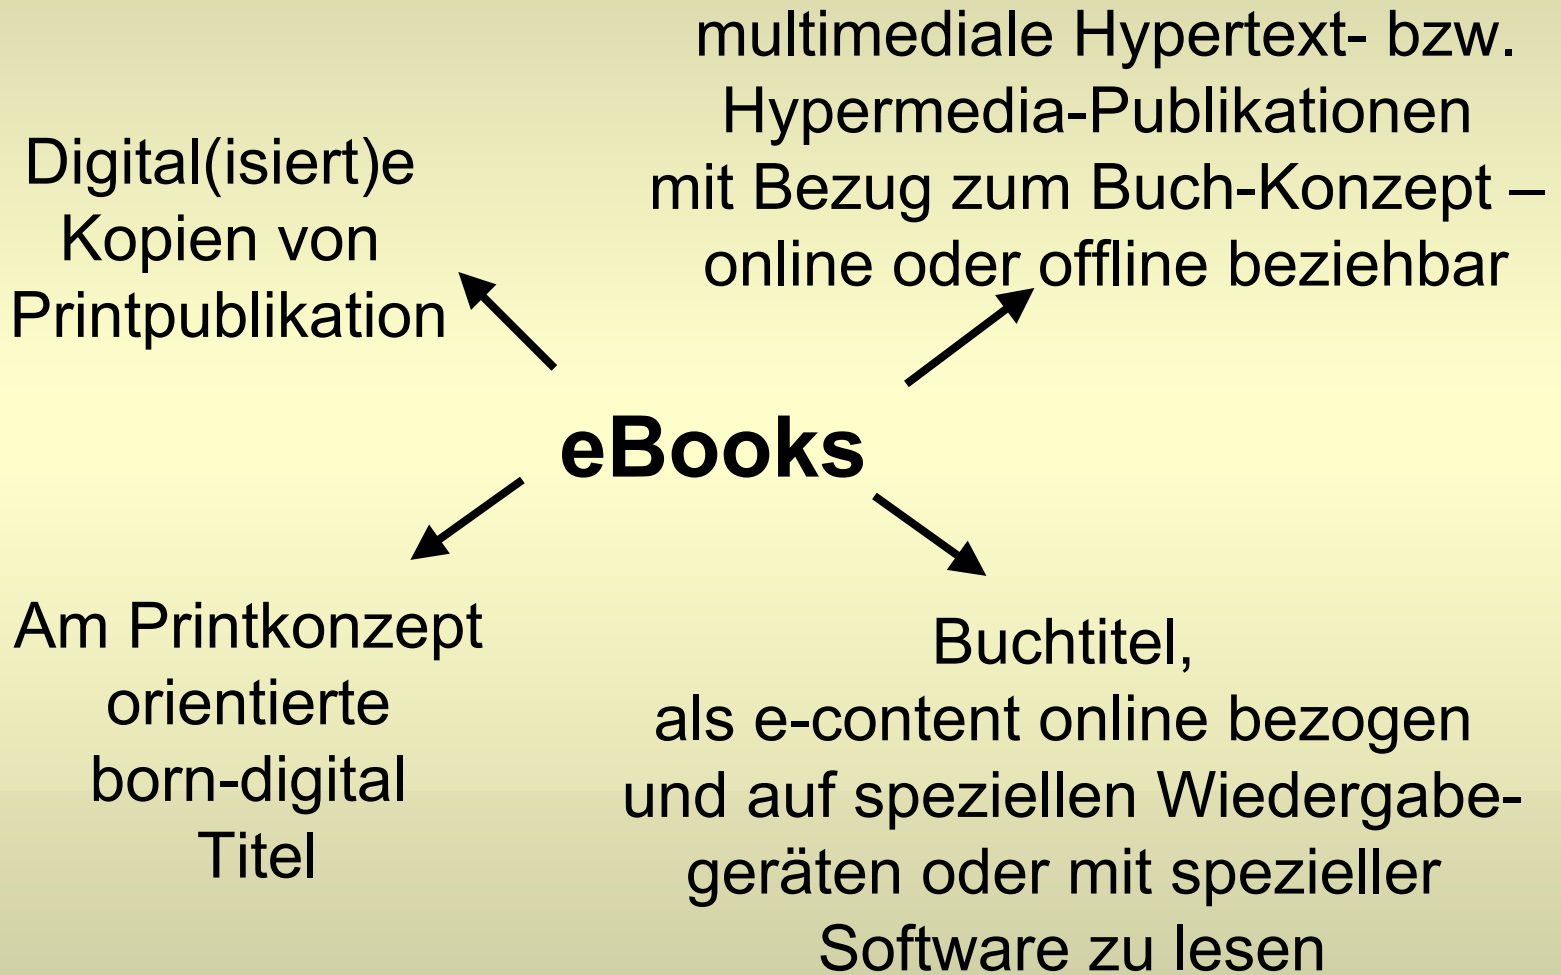 Digital(isiert)e
Kopien von
Printpublikation
multimediale Hypertext- bzw.
Hypermedia-Publikationen
mit Bezug zum Buch-Konzept –
online oder offline beziehbar
eBooks
Am Printkonzept
orientierte
born-digital
Titel
Buchtitel,
als e-content online bezogen
und auf speziellen Wiedergabe-
geräten oder mit spezieller
Software zu lesen